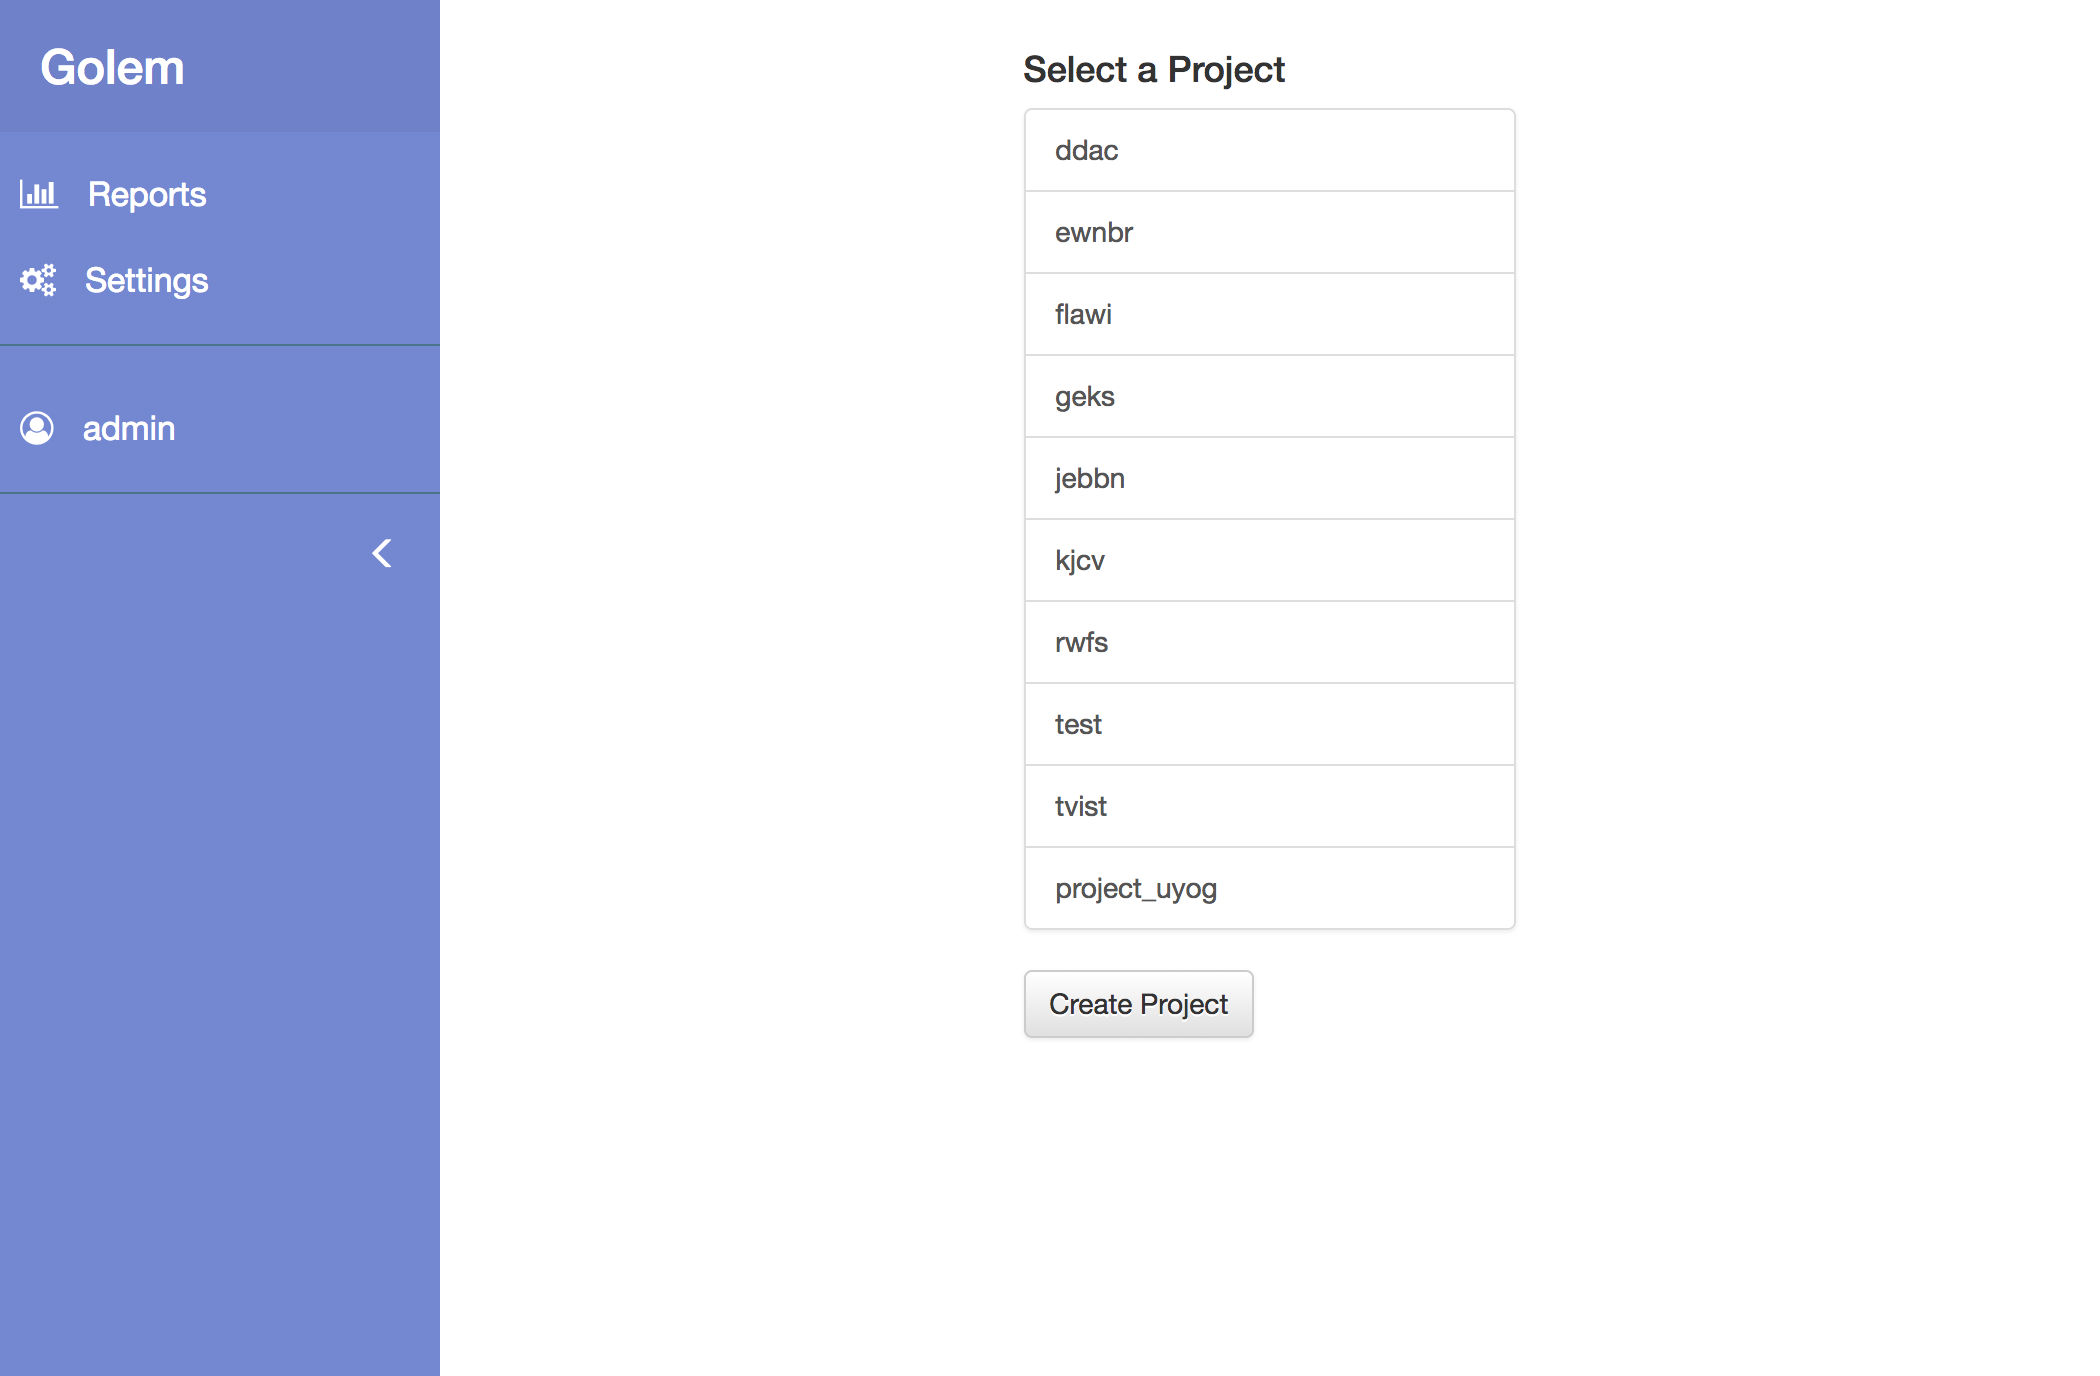 Golem
Reports
Settings
admin
Select a Project
ddac
ewnbr
flawi
geks
jebbn
kjcv
rwfs
test
tvist
project_uyog
Create Project